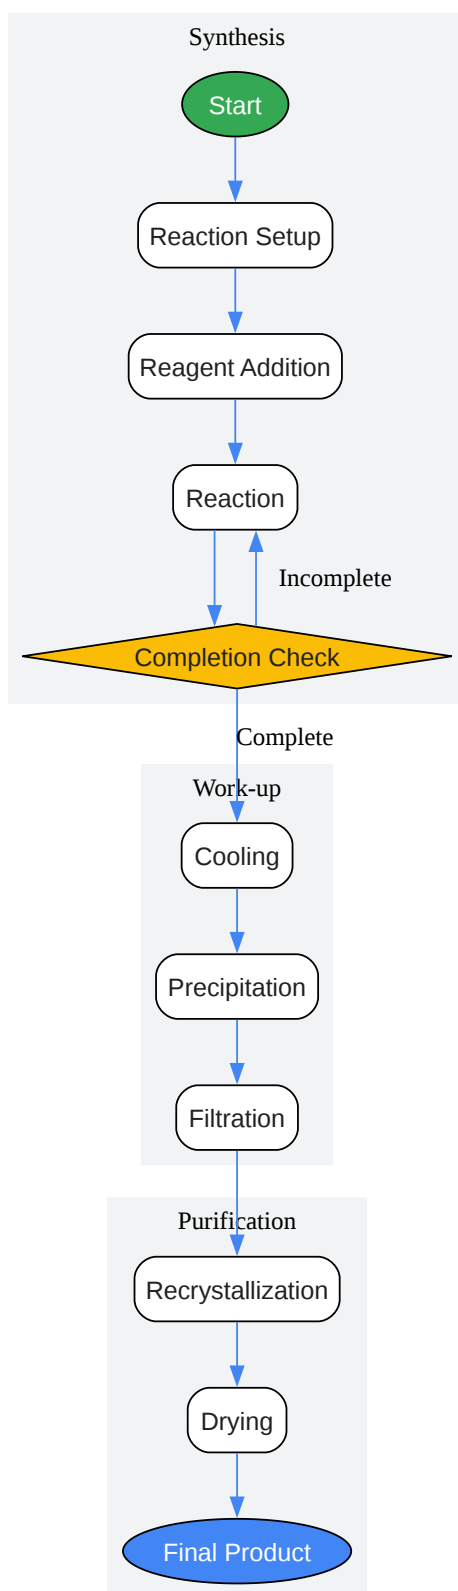 Synthesis
Start
Reaction Setup
Reagent Addition
Reaction
Incomplete
Completion Check
Complete
Work-up
Cooling
Precipitation
Filtration
Purification
Recrystallization
Drying
Final Product